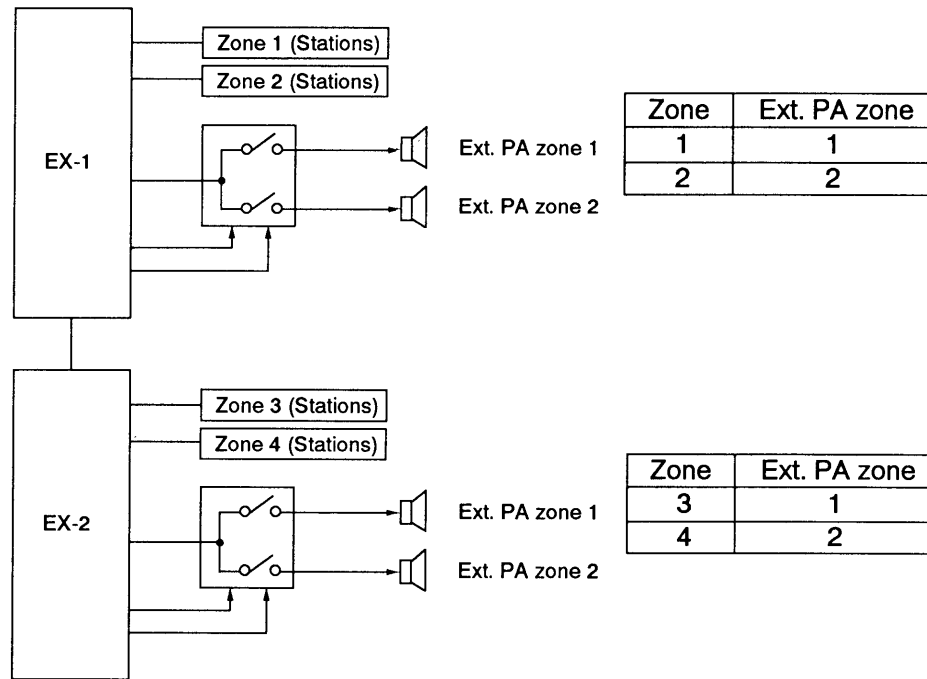 EX-1
Zone 1 (Stations)
Zone 2 (Stations)
Ext. PA zone 1
Ext. PA zone 2
Zone Ext. PA zone
1 1
2 2
EX-2
Zone 3 (Stations)
Zone 4 (Stations)
Ext. PA zone 1
Ext. PA zone 2
Zone Ext. PA zone
3 1
4 2